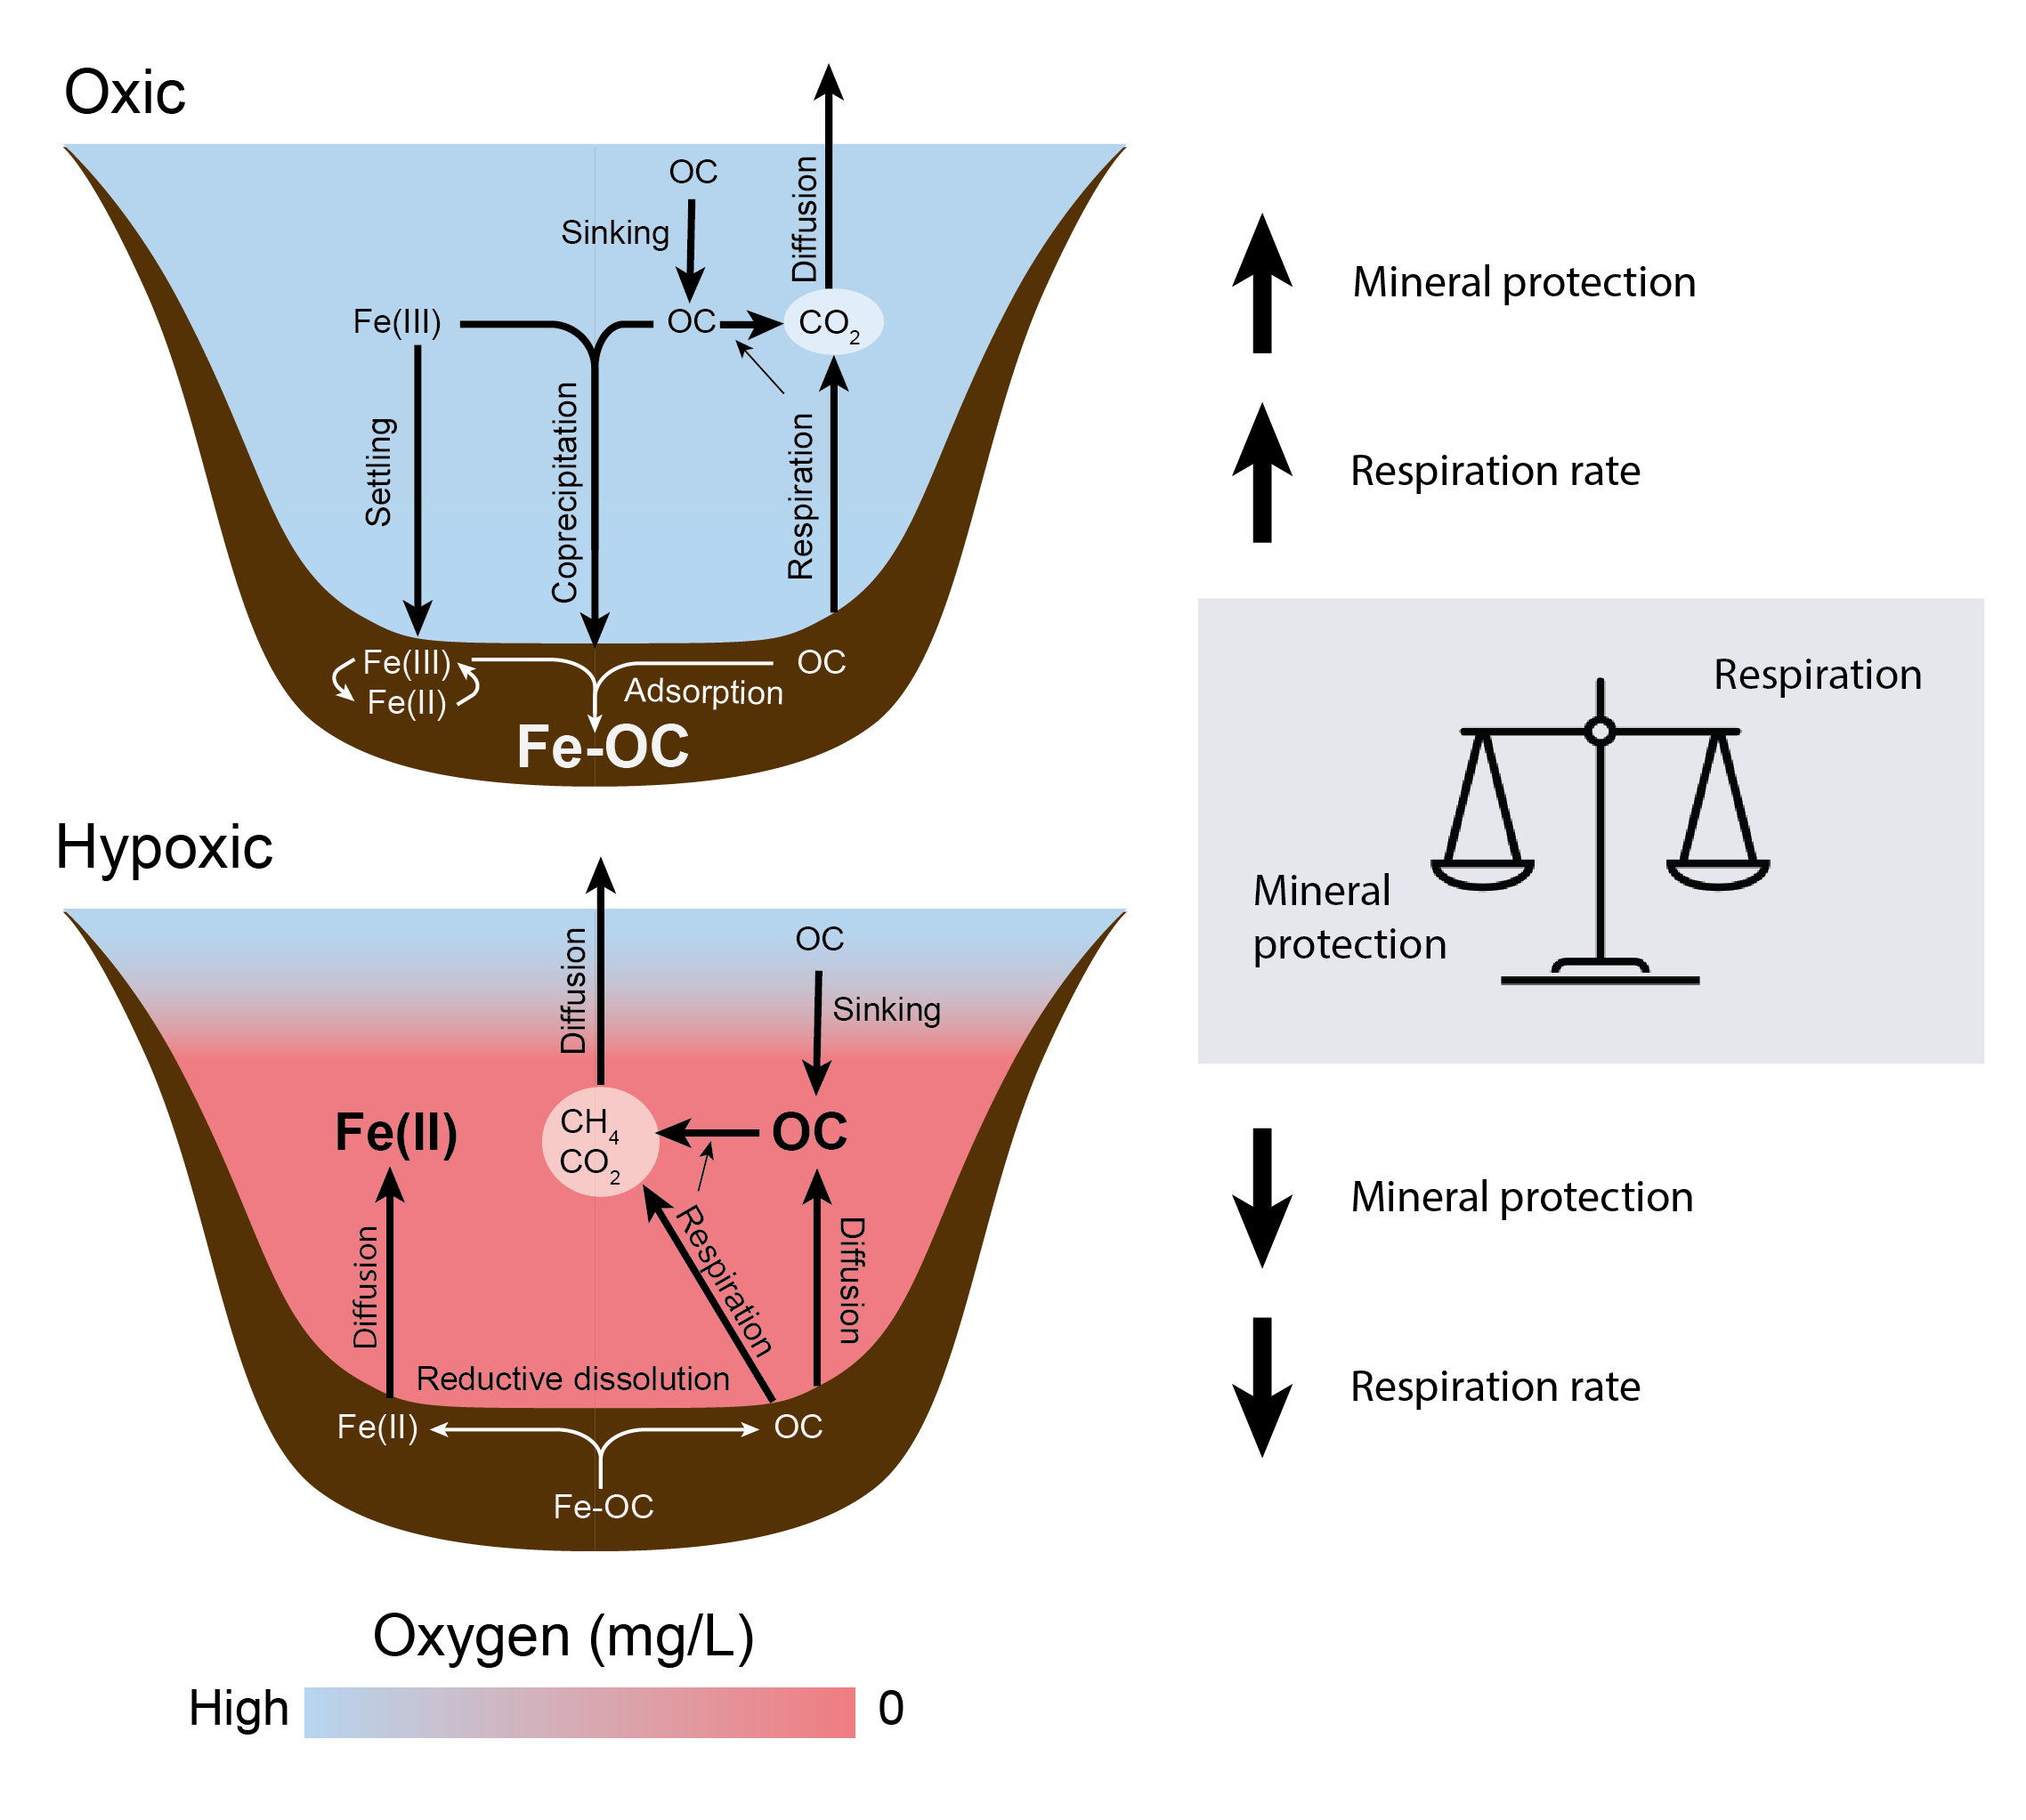 Oxic
OC
Sinking
Diffusion
Fe(III)
OC
CO2
Settling
Coprecipitation
Respiration
Fe(III)
Fe(II)
OC
Adsorption
Fe-OC
Mineral protection
Respiration rate
Respiration
Mineral
protection
Hypoxic
Diffusion
OC
Sinking
Fe(II)
CH4
CO2
OC
Diffusion
Respiration
Diffusion
Reductive dissolution
Fe(II)
OC
Fe-OC
Mineral protection
Respiration rate
Oxygen (mg/L)
High
0